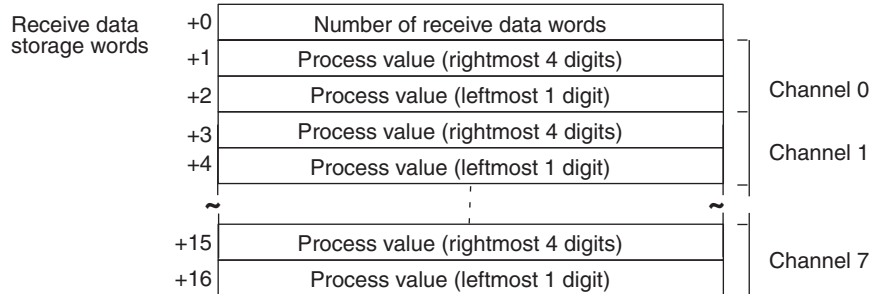 Receive data
storage words
+0 Number of receive data words
+1 Process value (rightmost 4 digits)
+2 Process value (leftmost 1 digit)
Channel 0
+3 Process value (rightmost 4 digits)
+4 Process value (leftmost 1 digit)
Channel 1
~ ~
+15 Process value (rightmost 4 digits)
+16 Process value (leftmost 1 digit)
Channel 7